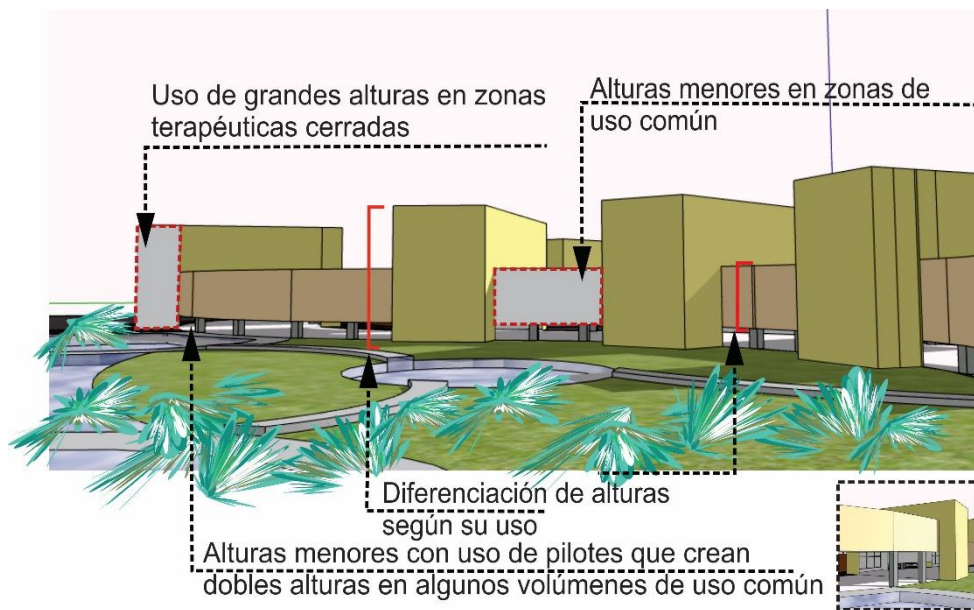 Uso de grandes alturas en zonas
terapéuticas cerradas
Alturas menores en zonas de
uso común
Diferenciación de alturas
según su uso
Alturas menores con uso de pilotes que crean
dobles alturas en algunos volúmenes de uso común